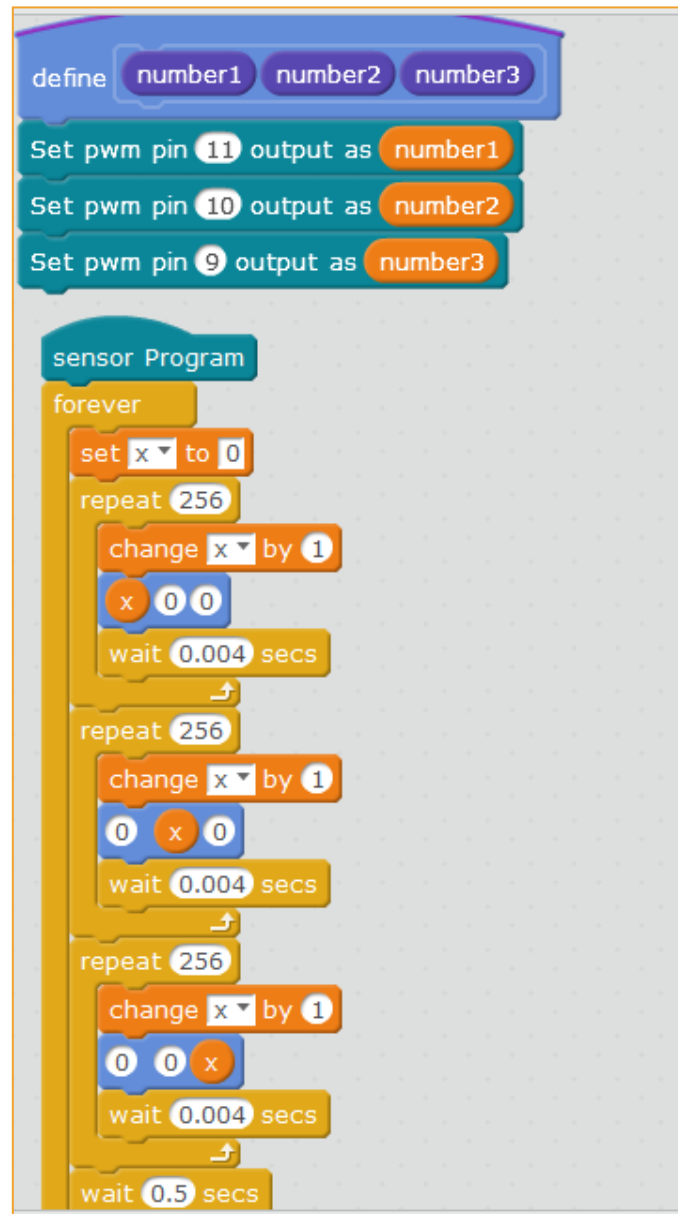 define number1 number2 number3
Set pwm pin 11 output as number1
Set pwm pin 10 output as number2
Set pwm pin 9 output as number3
sensor Program
forever
set x to 0
repeat 256
change x by 1
x 0 0
wait 0.004 secs
repeat 256
change x by 1
0 x 0
wait 0.004 secs
repeat 256
change x by 1
0 0 x
wait 0.004 secs
wait 0.5 secs